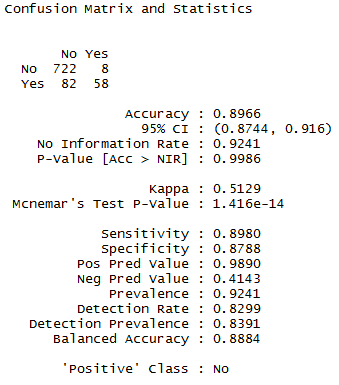 Confusion Matrix and Statistics
No Yes
No 722 8
Yes 82 58
Accuracy : 0.8966
95% CI : (0.8744, 0.916)
No Information Rate : 0.9241
P-Value [Acc > NIR] : 0.9986
Kappa : 0.5129
Mcnemar's Test P-Value : 1.416e-14
Sensitivity : 0.8980
Specificity : 0.8788
Pos Pred Value : 0.9890
Neg Pred Value : 0.4143
Prevalence : 0.9241
Detection Rate : 0.8299
Detection Prevalence : 0.8391
Balanced Accuracy : 0.8884
'Positive' Class : No